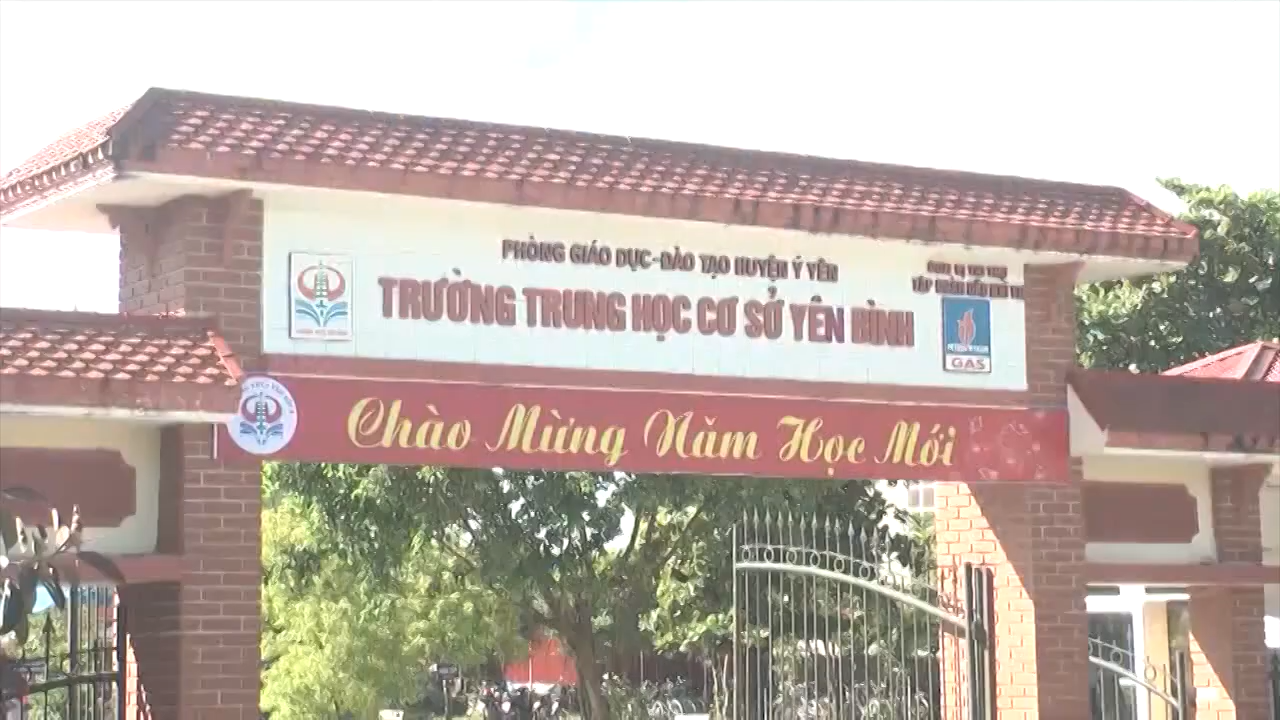 PHÒNG GIÁO DỤC-ĐÀO TẠO HUYỆN Ý YÊN
TRƯỜNG TRUNG HỌC CƠ SỞ YÊN BÌNH
GAS
Chào Mừng Năm Học Mới